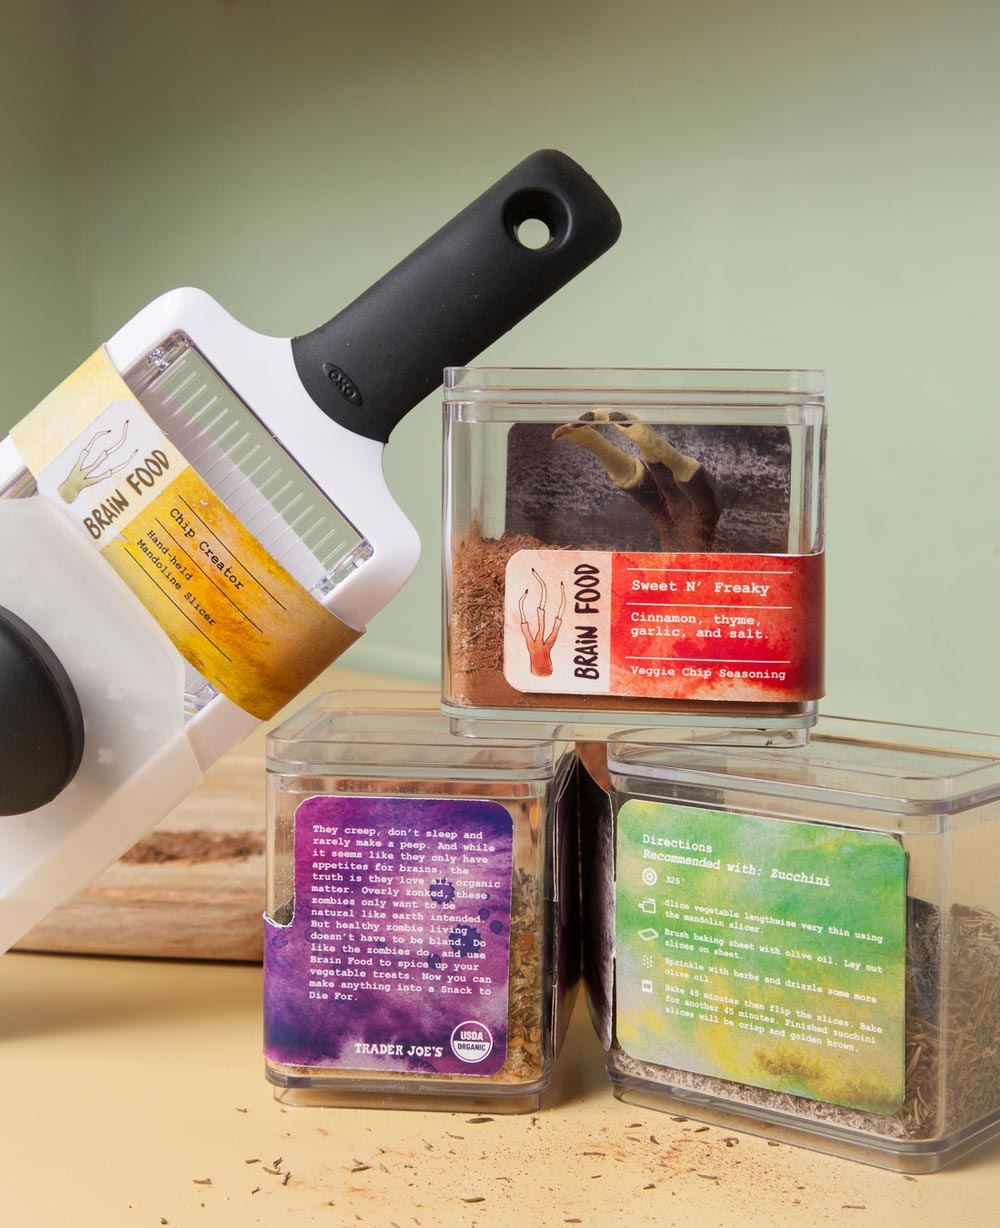 OXO
BRAiN FOOD
Chip Creator
Hand-held
Mandoline Slicer
BRAiN FOOD
Sweet N' Freaky
Cinnamon, thyme,
garlic, and salt.
Veggie Chip Seasoning
They creep, don't sleep and
rarely make a peep. And while
it seems like they only have
appetites for brains, the
truth is they love all organic
matter. Overly zonked, these
zombies only want to be
natural like earth intended.
But healthy zombie living
doesn't have to be bland. Do
like the zombies do, and use
Brain Food to spice up your
vegetable treats. Now you can
make anything into a Snack to
Die For.
TRADER JOE'S
USDA
ORGANIC
Directions
Recommended with: Zucchini
325°
Slice vegetable lengthwise very thin using
the mandolin slicer.
Brush baking sheet with olive oil. Lay out
slices on sheet.
Sprinkle with herbs and drizzle some more
olive oil.
Bake 45 minutes then flip the slices. Bake
for another 45 minutes. Finished zucchini
slices will be crisp and golden brown.